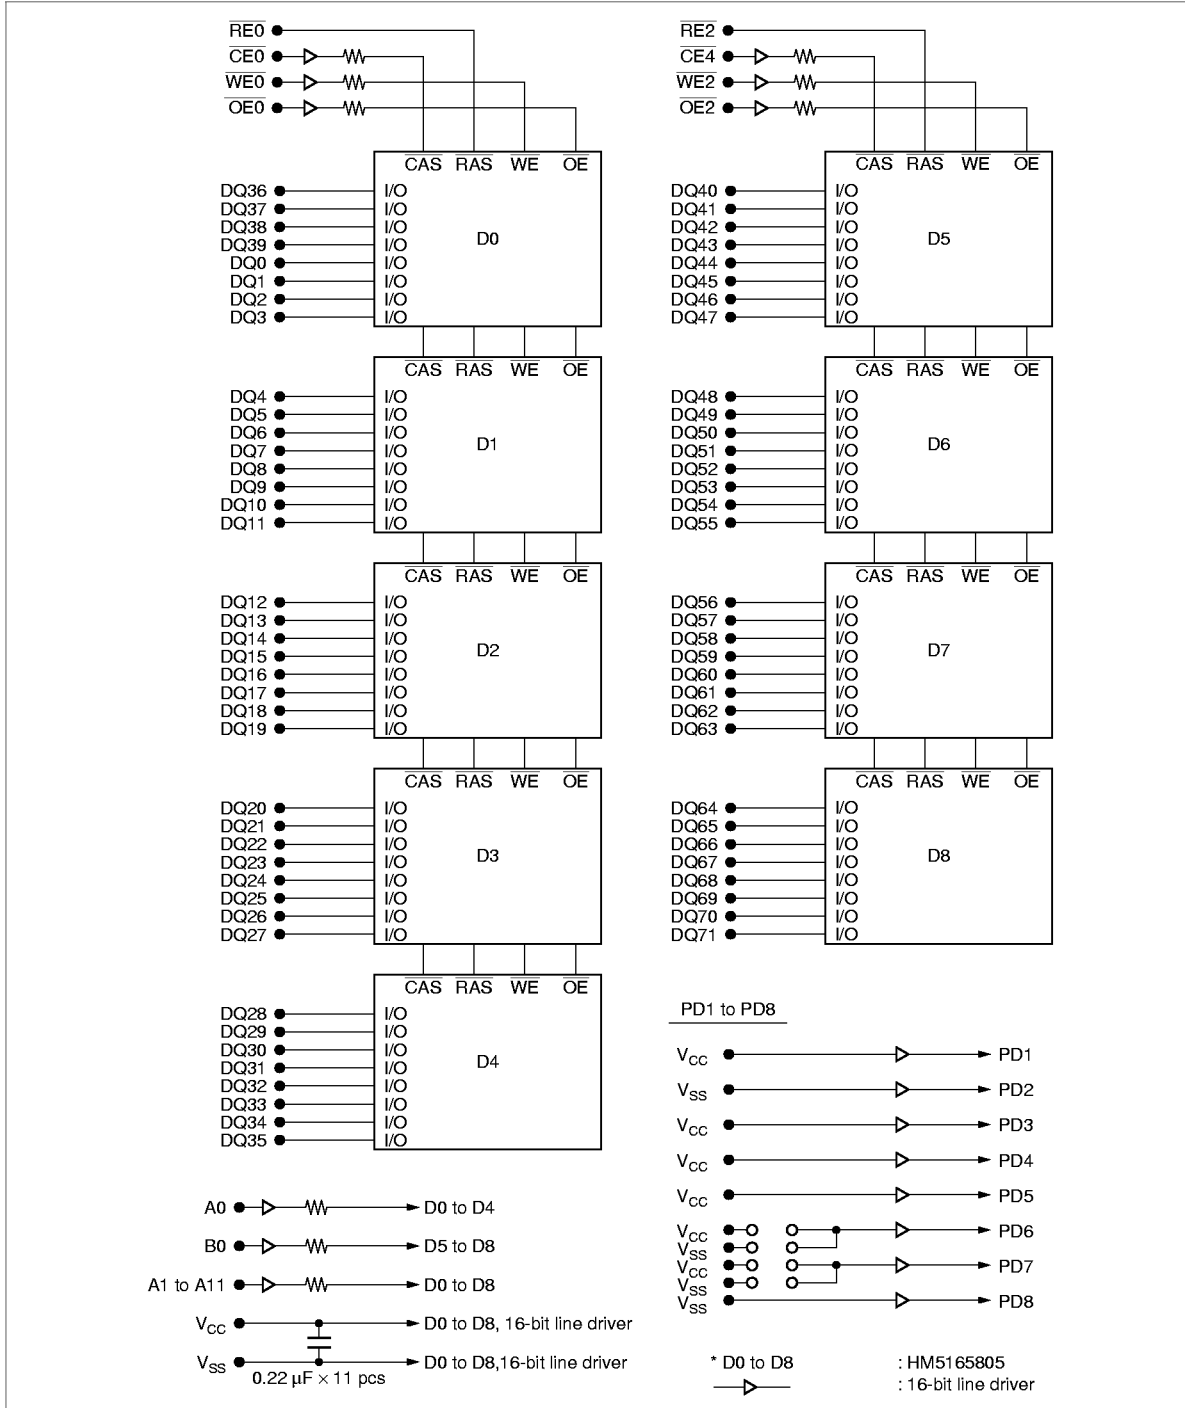 RE0
CE0
WE0
OE0
CAS RAS WE OE
DQ36 I/O
DQ37 I/O
DQ38 I/O
DQ39 I/O
DQ0 I/O
DQ1 I/O
DQ2 I/O
DQ3 I/O
D0
CAS RAS WE OE
DQ4 I/O
DQ5 I/O
DQ6 I/O
DQ7 I/O
DQ8 I/O
DQ9 I/O
DQ10 I/O
DQ11 I/O
D1
CAS RAS WE OE
DQ12 I/O
DQ13 I/O
DQ14 I/O
DQ15 I/O
DQ16 I/O
DQ17 I/O
DQ18 I/O
DQ19 I/O
D2
CAS RAS WE OE
DQ20 I/O
DQ21 I/O
DQ22 I/O
DQ23 I/O
DQ24 I/O
DQ25 I/O
DQ26 I/O
DQ27 I/O
D3
CAS RAS WE OE
DQ28 I/O
DQ29 I/O
DQ30 I/O
DQ31 I/O
DQ32 I/O
DQ33 I/O
DQ34 I/O
DQ35 I/O
D4
A0 D0 to D4
B0 D5 to D8
A1 to A11 D0 to D8
VCC D0 to D8, 16-bit line driver
VSS D0 to D8,16-bit line driver
0.22 µF × 11 pcs
RE2
CE4
WE2
OE2
CAS RAS WE OE
DQ40 I/O
DQ41 I/O
DQ42 I/O
DQ43 I/O
DQ44 I/O
DQ45 I/O
DQ46 I/O
DQ47 I/O
D5
CAS RAS WE OE
DQ48 I/O
DQ49 I/O
DQ50 I/O
DQ51 I/O
DQ52 I/O
DQ53 I/O
DQ54 I/O
DQ55 I/O
D6
CAS RAS WE OE
DQ56 I/O
DQ57 I/O
DQ58 I/O
DQ59 I/O
DQ60 I/O
DQ61 I/O
DQ62 I/O
DQ63 I/O
D7
CAS RAS WE OE
DQ64 I/O
DQ65 I/O
DQ66 I/O
DQ67 I/O
DQ68 I/O
DQ69 I/O
DQ70 I/O
DQ71 I/O
D8
PD1 to PD8
VCC PD1
VSS PD2
VCC PD3
VCC PD4
VCC PD5
VCC PD6
VSS
VCC PD7
VSS
VSS PD8
* D0 to D8 : HM5165805
: 16-bit line driver